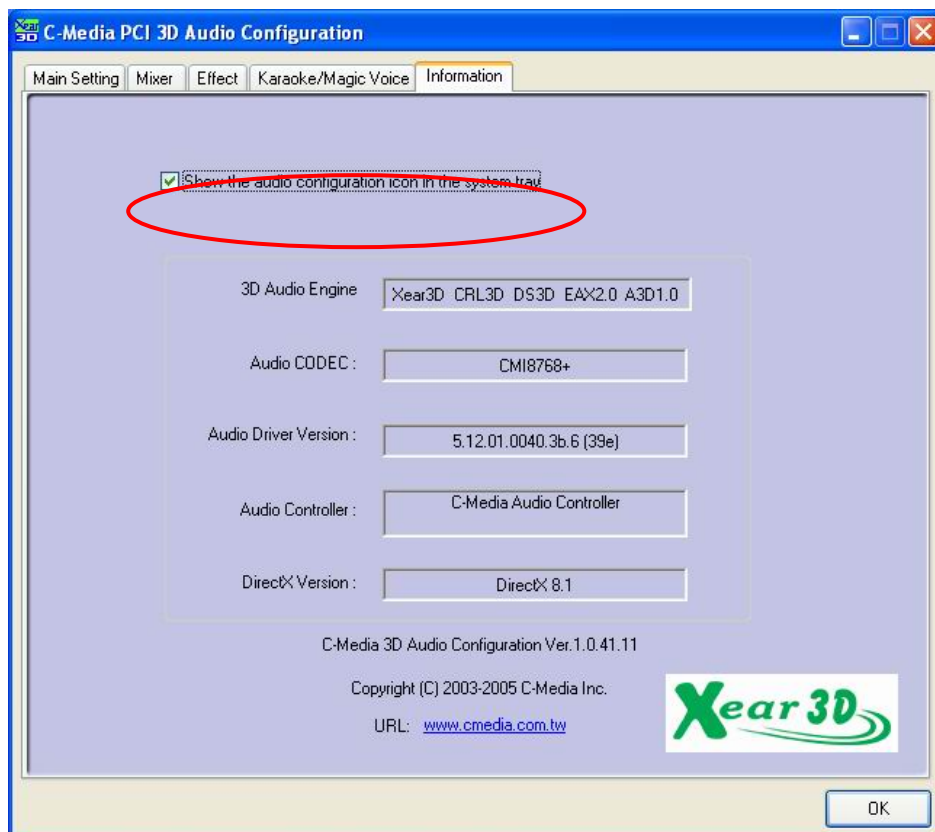 Xear 3D C-Media PCI 3D Audio Configuration
Main Setting Mixer Effect Karaoke/Magic Voice Information
Show the audio configuration icon in the system tray
3D Audio Engine Xear3D CRL3D DS3D EAX2.0 A3D1.0
Audio CODEC : CMI8768+
Audio Driver Version : 5.12.01.0040.3b.6 (39e)
Audio Controller : C-Media Audio Controller
DirectX Version : DirectX 8.1
C-Media 3D Audio Configuration Ver.1.0.41.11
Copyright (C) 2003-2005 C-Media Inc.
URL: www.cmedia.com.tw
Xear 3D
OK